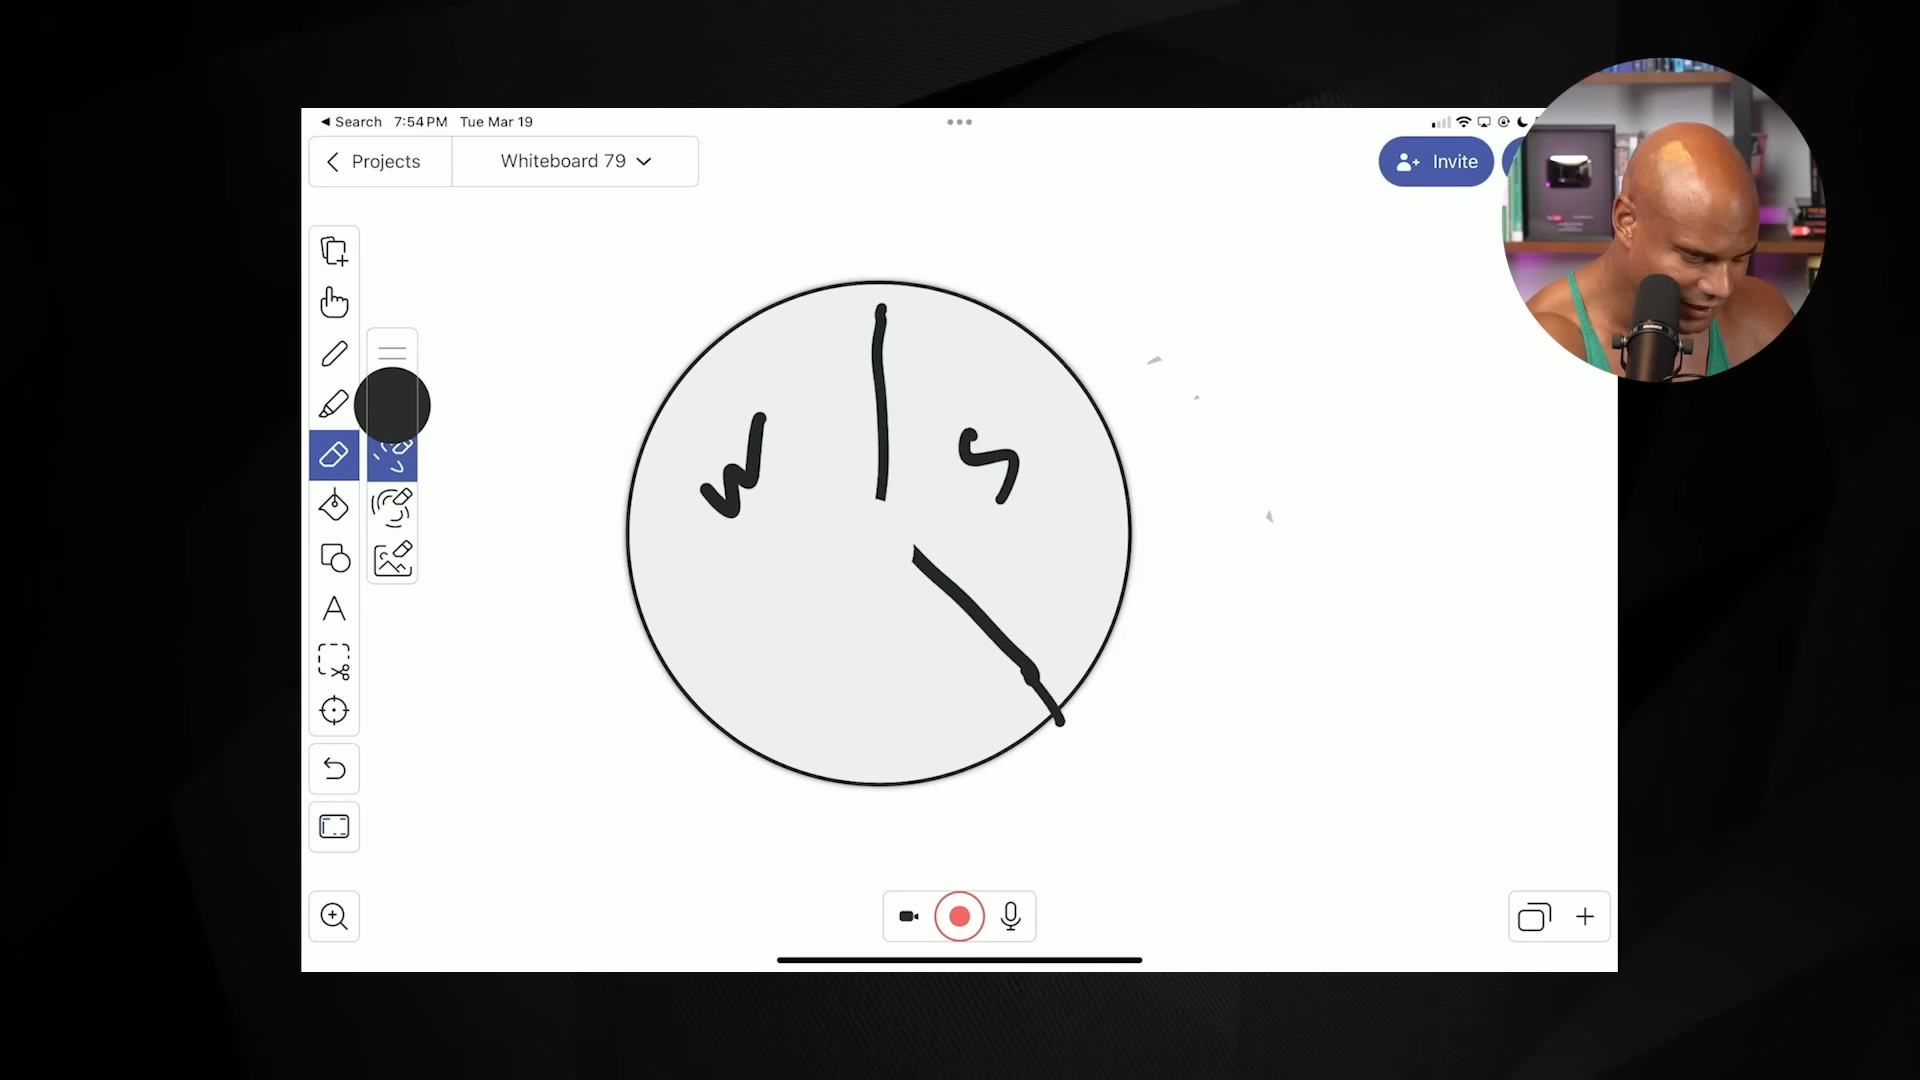 Search 7:54 PM Tue Mar 19
Projects
Whiteboard 79
Invite
W
S
A